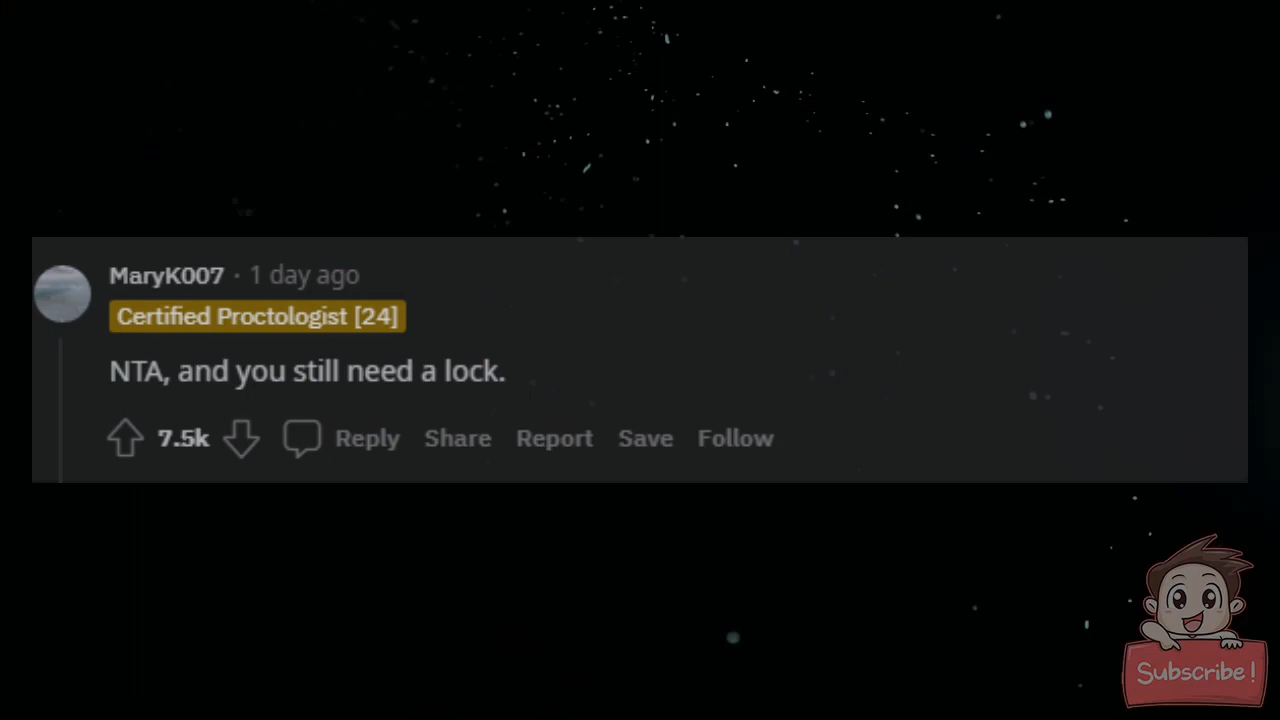 MaryK007 · 1 day ago
Certified Proctologist [24]
NTA, and you still need a lock.
7.5k Reply Share Report Save Follow
Subscribe!